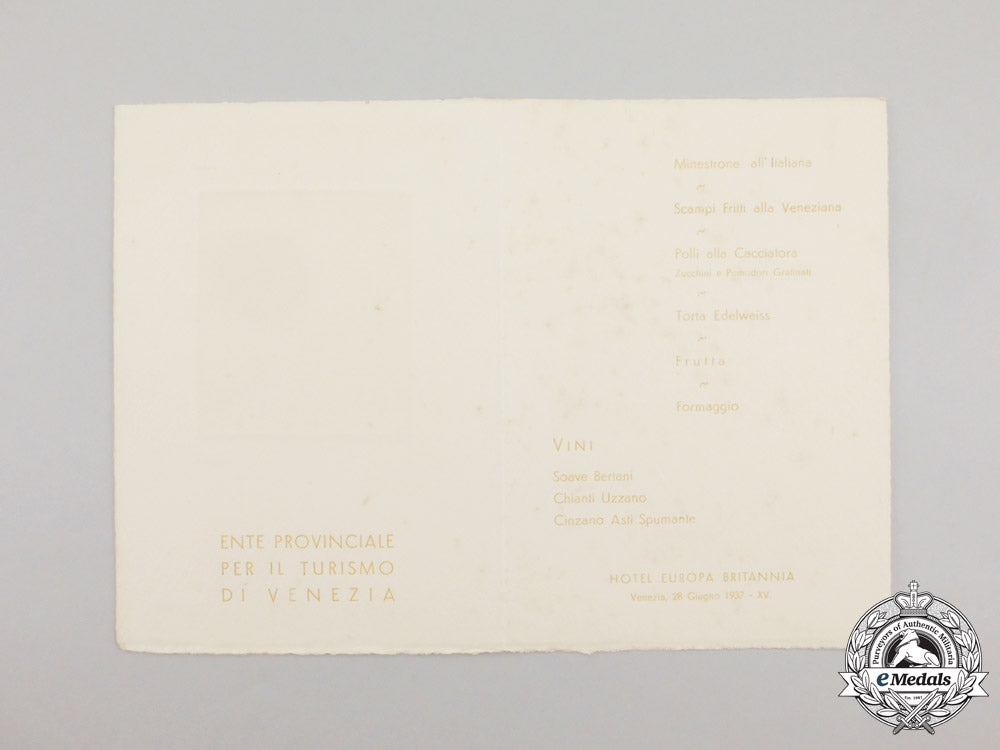 ENTE PROVINCIALE
PER IL TURISMO
DI VENEZIA
Minestrone all'Italiana
~
Scampi Fritti alla Veneziana
~
Polli alla Cacciatora
Zucchini e Pomodori Gratinati
~
Torta Edelweiss
~
Frutta
~
Formaggio
VINI
Soave Bertani
Chianti Uzzano
Cinzano Asti Spumante
HOTEL EUROPA BRITANNIA
Venezia, 28 Giugno 1937 - XV.
Purveyors of Authentic Militaria
eMedals
Est. 1987